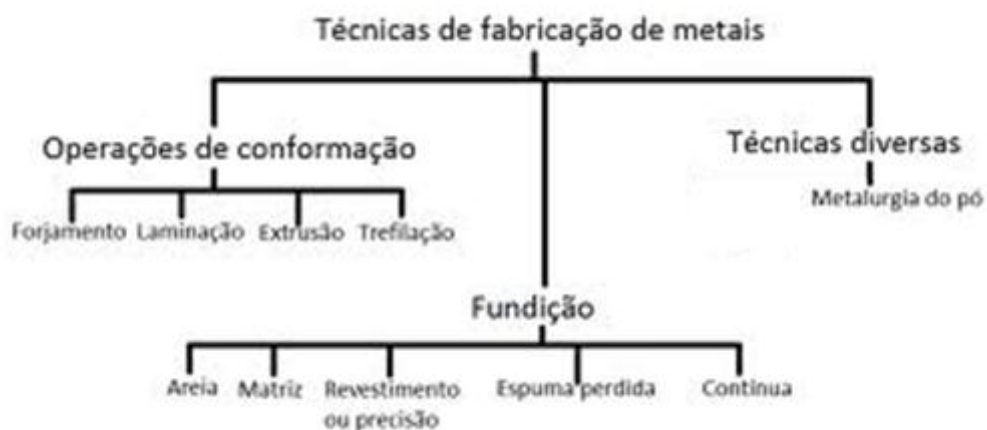 Técnicas de fabricação de metais
Operações de conformação
Técnicas diversas
Forjamento Laminação Extrusão Trefilação
Metalurgia do pó
Fundição
Areia Matriz Revestimento Espuma perdida Contínua
ou precisão